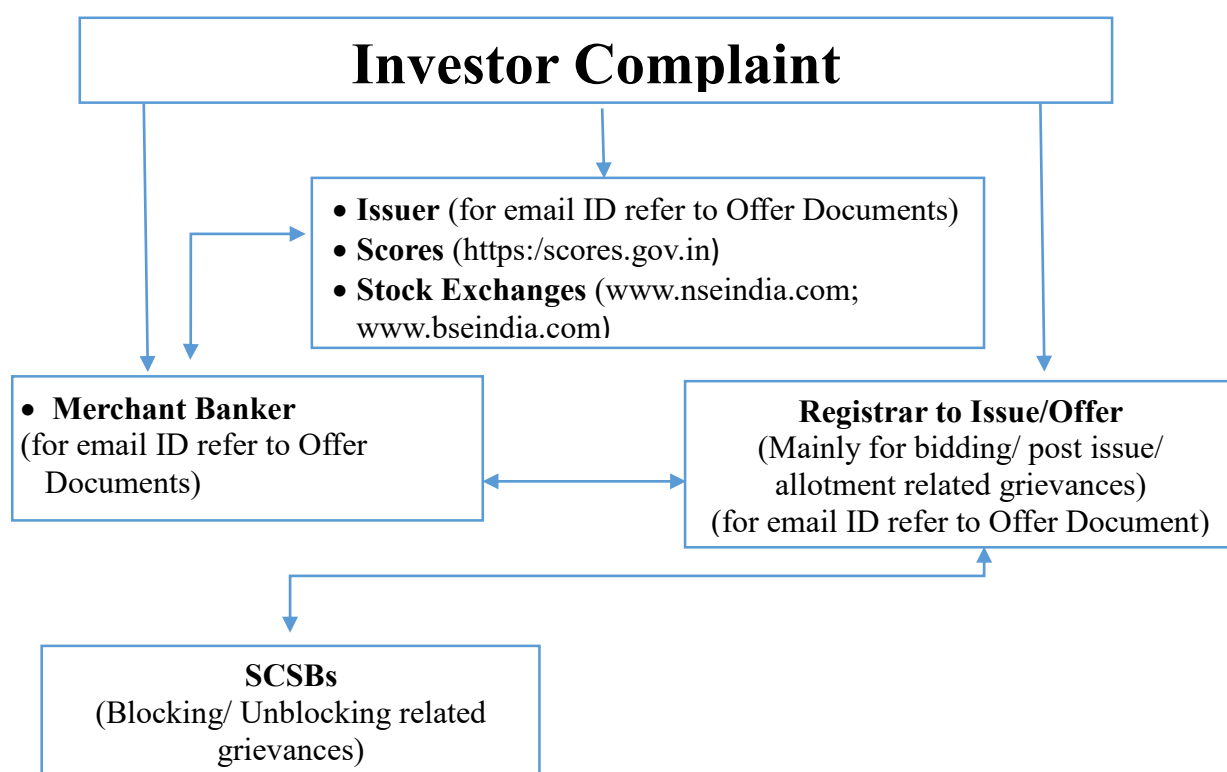 Investor Complaint
• Issuer (for email ID refer to Offer Documents)
• Scores (https:/scores.gov.in)
• Stock Exchanges (www.nseindia.com;
www.bseindia.com)
• Merchant Banker
(for email ID refer to Offer
Documents)
Registrar to Issue/Offer
(Mainly for bidding/ post issue/
allotment related grievances)
(for email ID refer to Offer Document)
SCSBs
(Blocking/ Unblocking related
grievances)